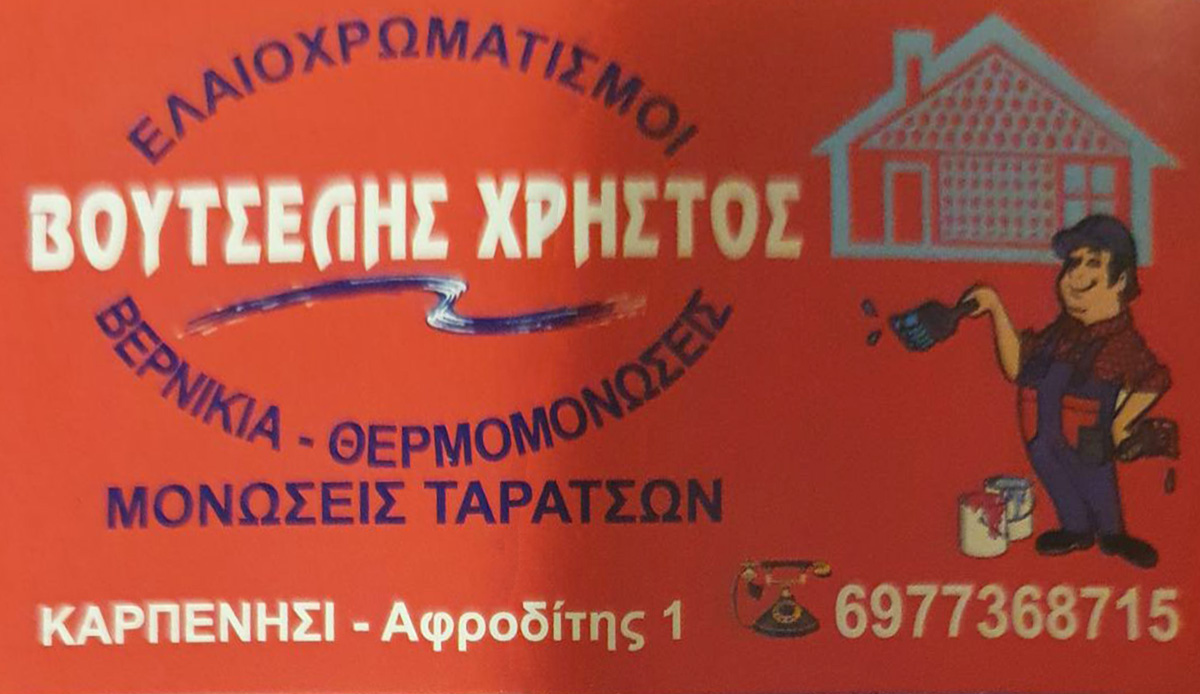 ΕΛΑΙΟΧΡΩΜΑΤΙΣΜΟΙ
ΒΟΥΤΣΕΛΗΣ ΧΡΗΣΤΟΣ
ΒΕΡΝΙΚΙΑ - ΘΕΡΜΟΜΟΝΩΣΕΙΣ
ΜΟΝΩΣΕΙΣ ΤΑΡΑΤΣΩΝ
ΚΑΡΠΕΝΗΣΙ - Αφροδίτης 1
6977368715